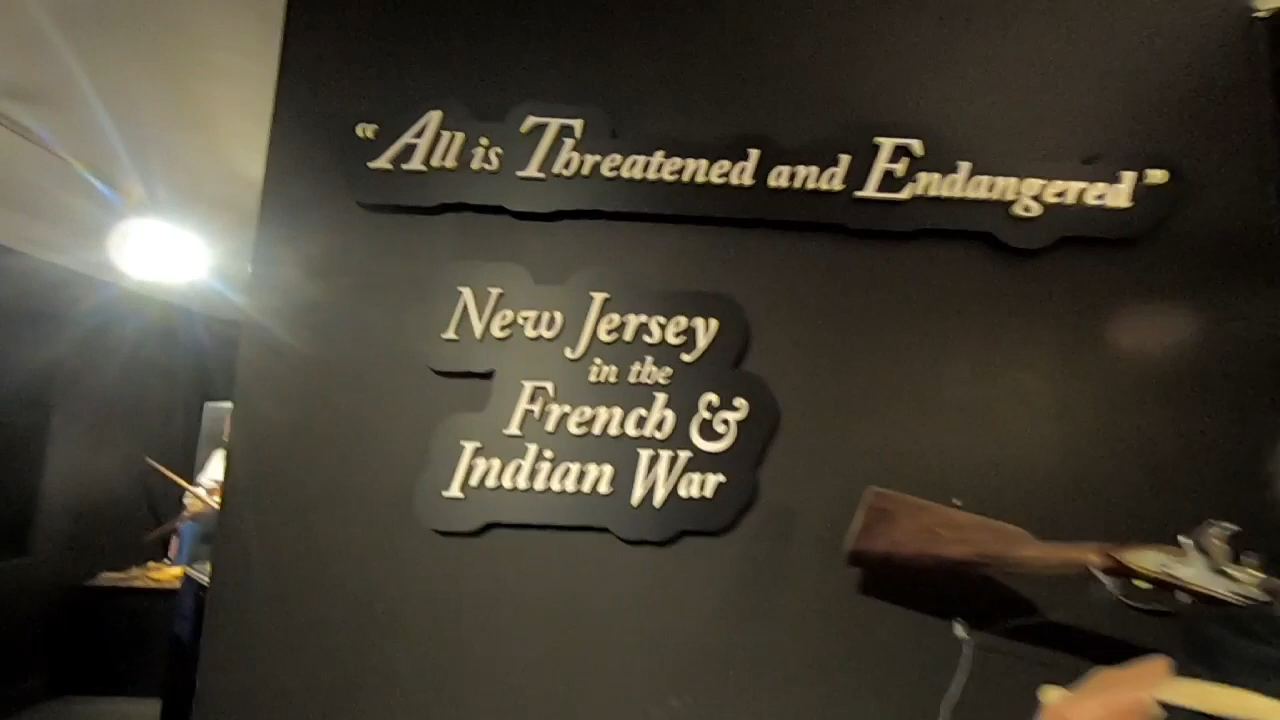 “All is Threatened and Endangered”
New Jersey
in the
French &
Indian War